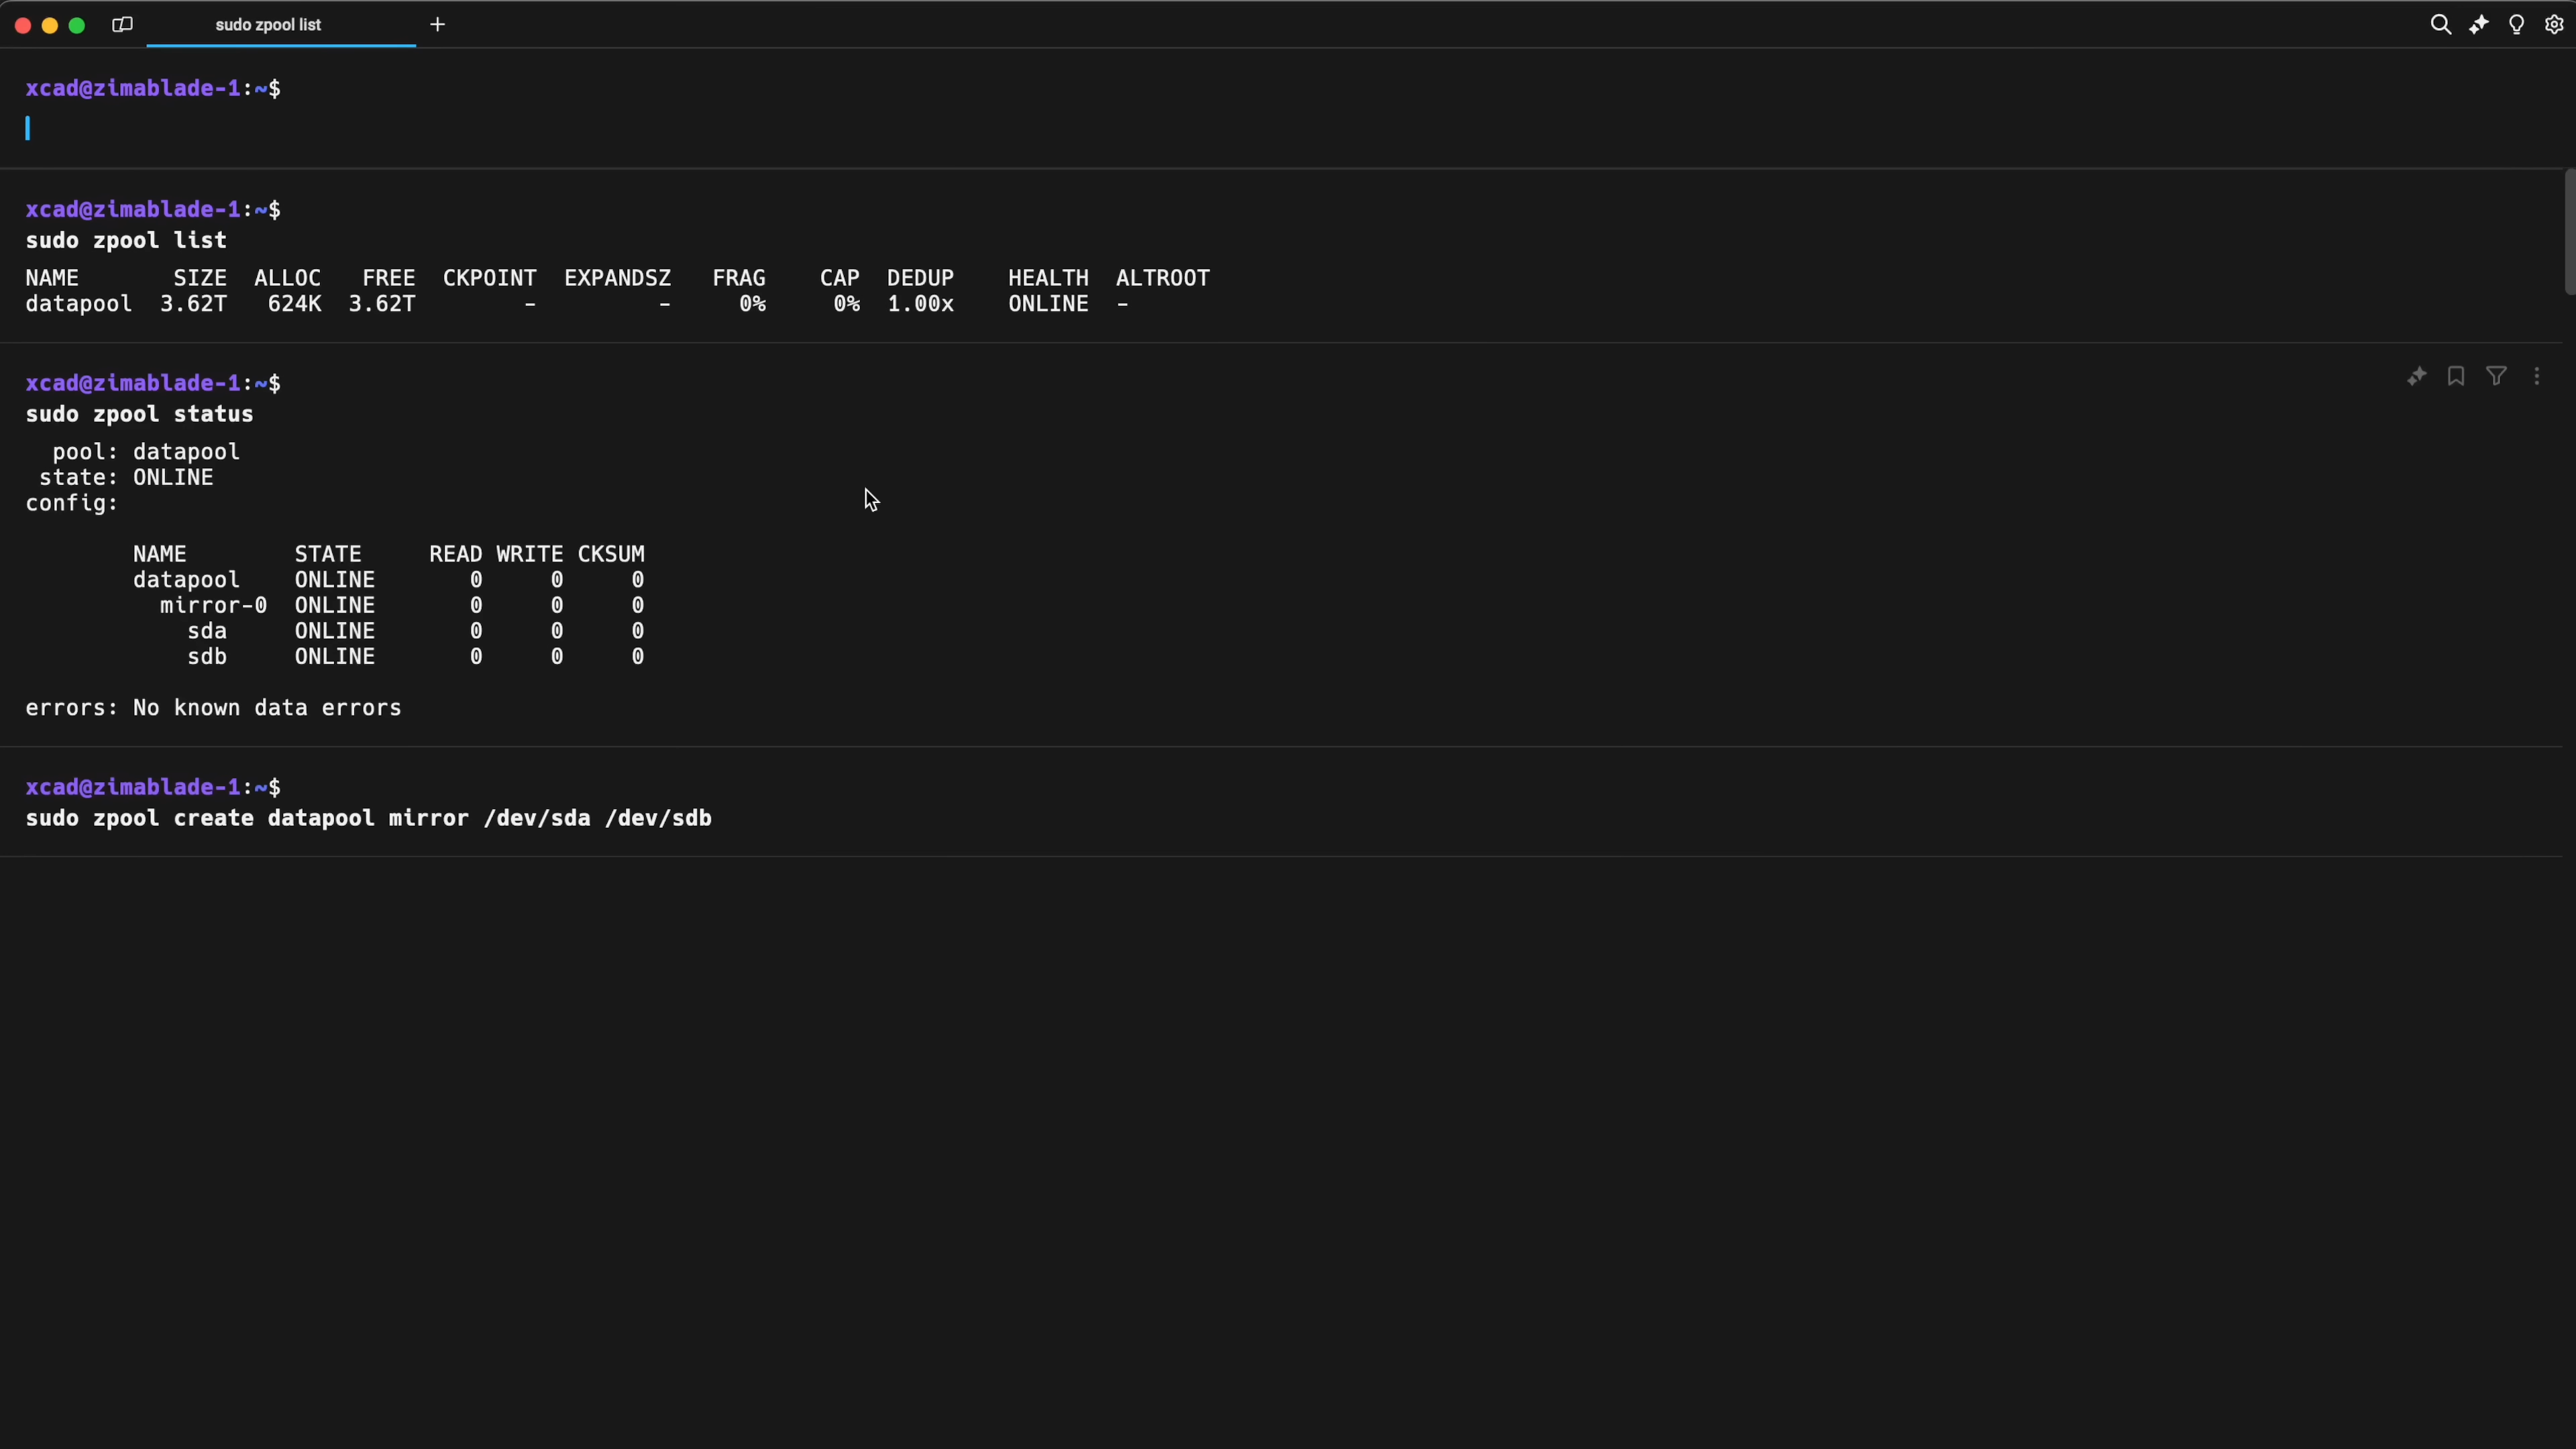 sudo zpool list
xcad@zimablade-1:~$
xcad@zimablade-1:~$
sudo zpool list
NAME       SIZE  ALLOC   FREE  CKPOINT  EXPANDSZ   FRAG    CAP  DEDUP    HEALTH  ALTROOT
datapool  3.62T   624K  3.62T        -         -     0%     0%  1.00x    ONLINE  -
xcad@zimablade-1:~$
sudo zpool status
  pool: datapool
 state: ONLINE
config:
        NAME        STATE     READ WRITE CKSUM
        datapool    ONLINE       0     0     0
          mirror-0  ONLINE       0     0     0
            sda     ONLINE       0     0     0
            sdb     ONLINE       0     0     0
errors: No known data errors
xcad@zimablade-1:~$
sudo zpool create datapool mirror /dev/sda /dev/sdb